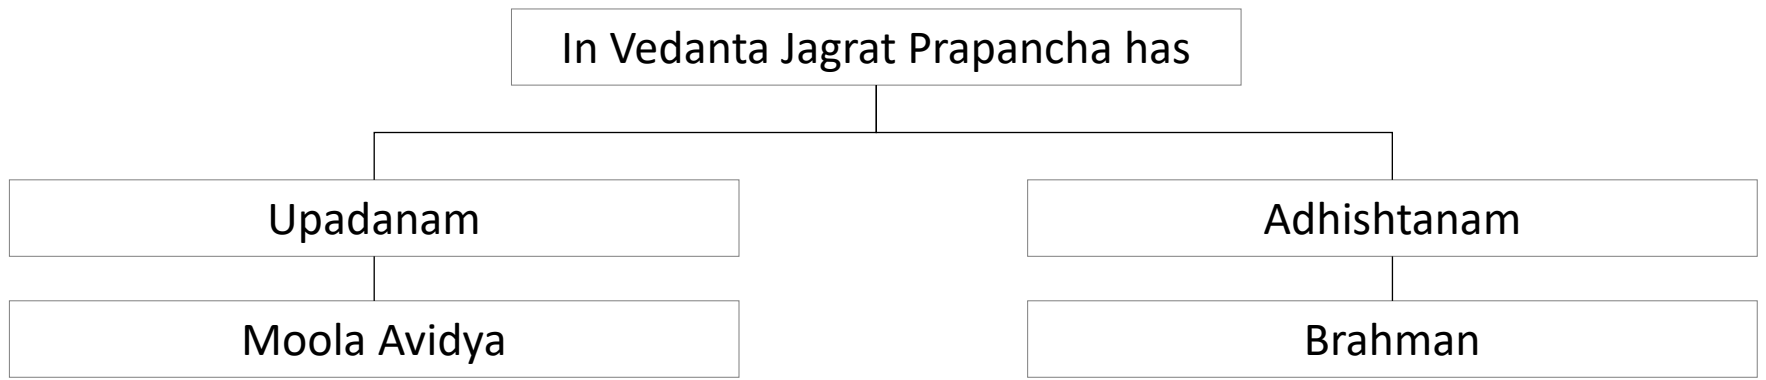 In Vedanta Jagrat Prapancha has
Upadanam
Adhishtanam
Moola Avidya
Brahman